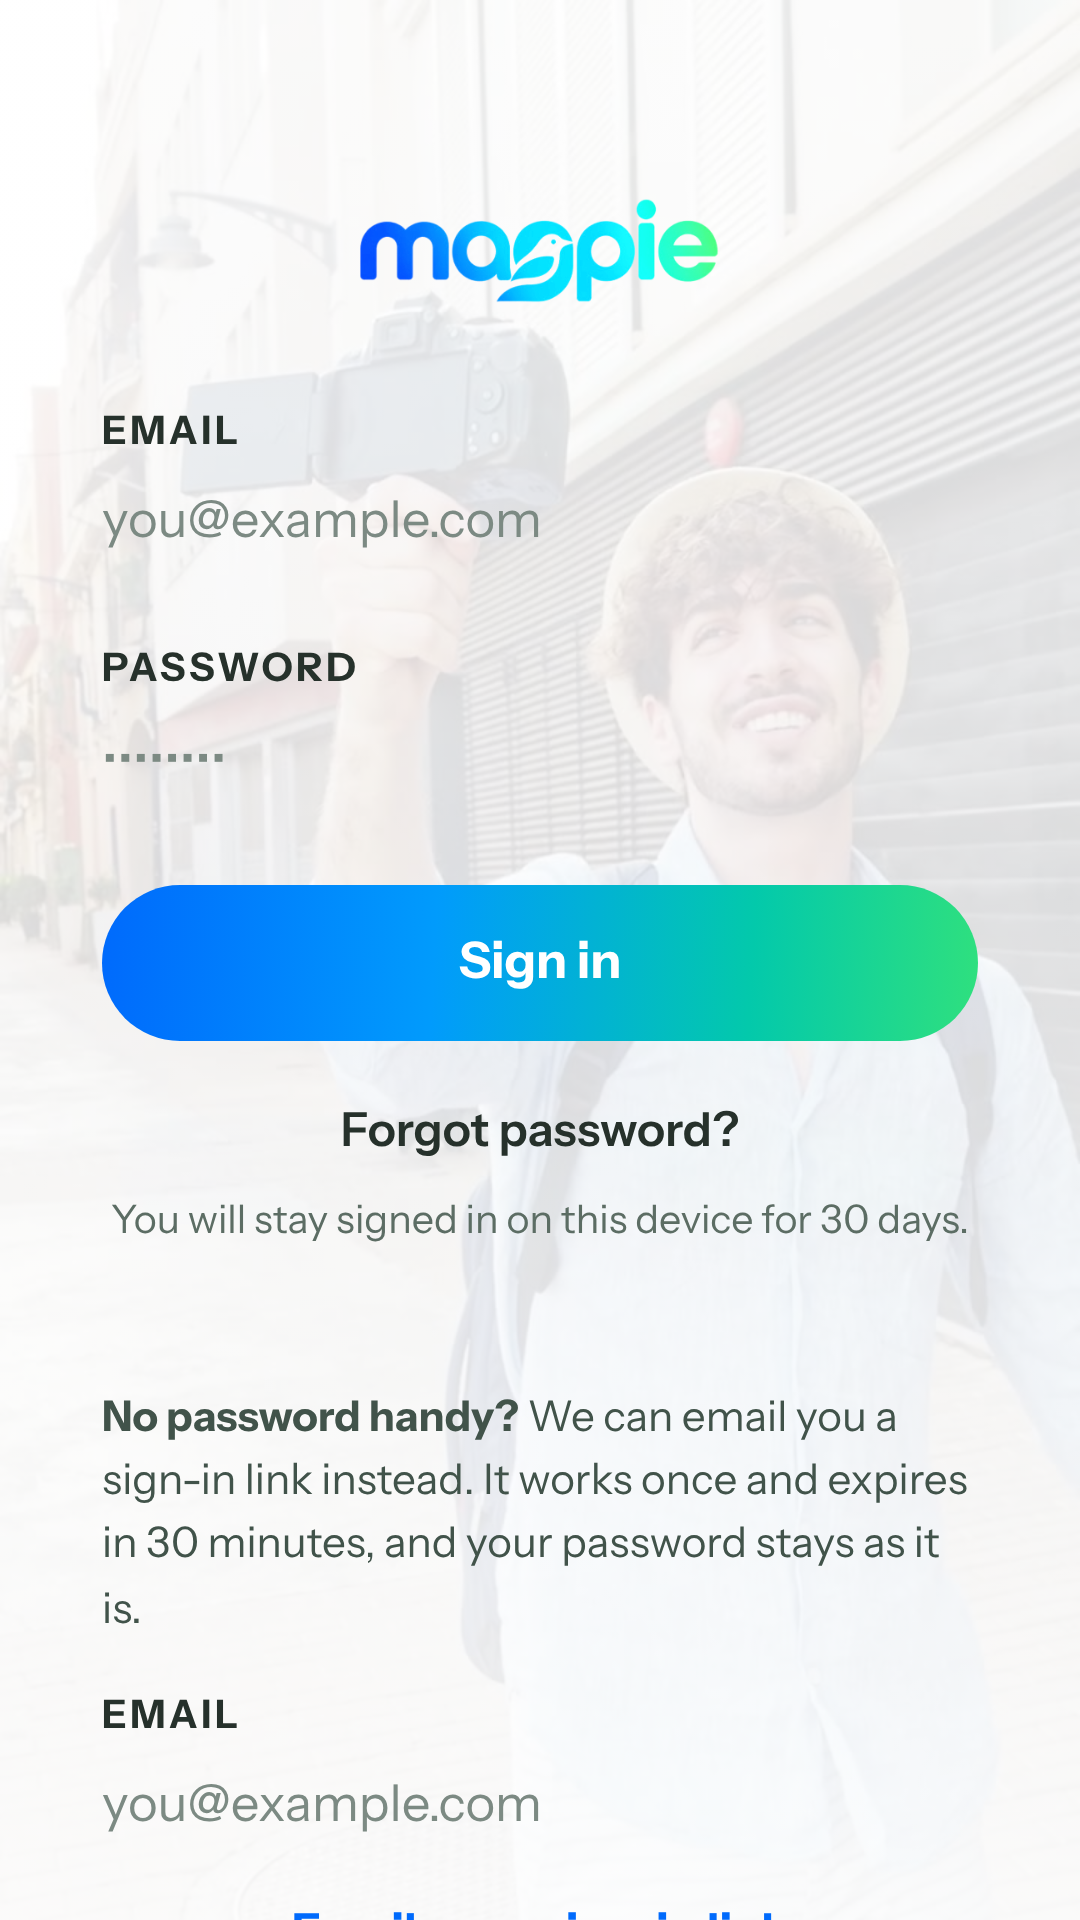 magpie
EMAIL
you@example.com
PASSWORD
Sign in
Forgot password?
You will stay signed in on this device for 30 days.
No password handy? We can email you a
sign-in link instead. It works once and expires
in 30 minutes, and your password stays as it
is.
EMAIL
you@example.com